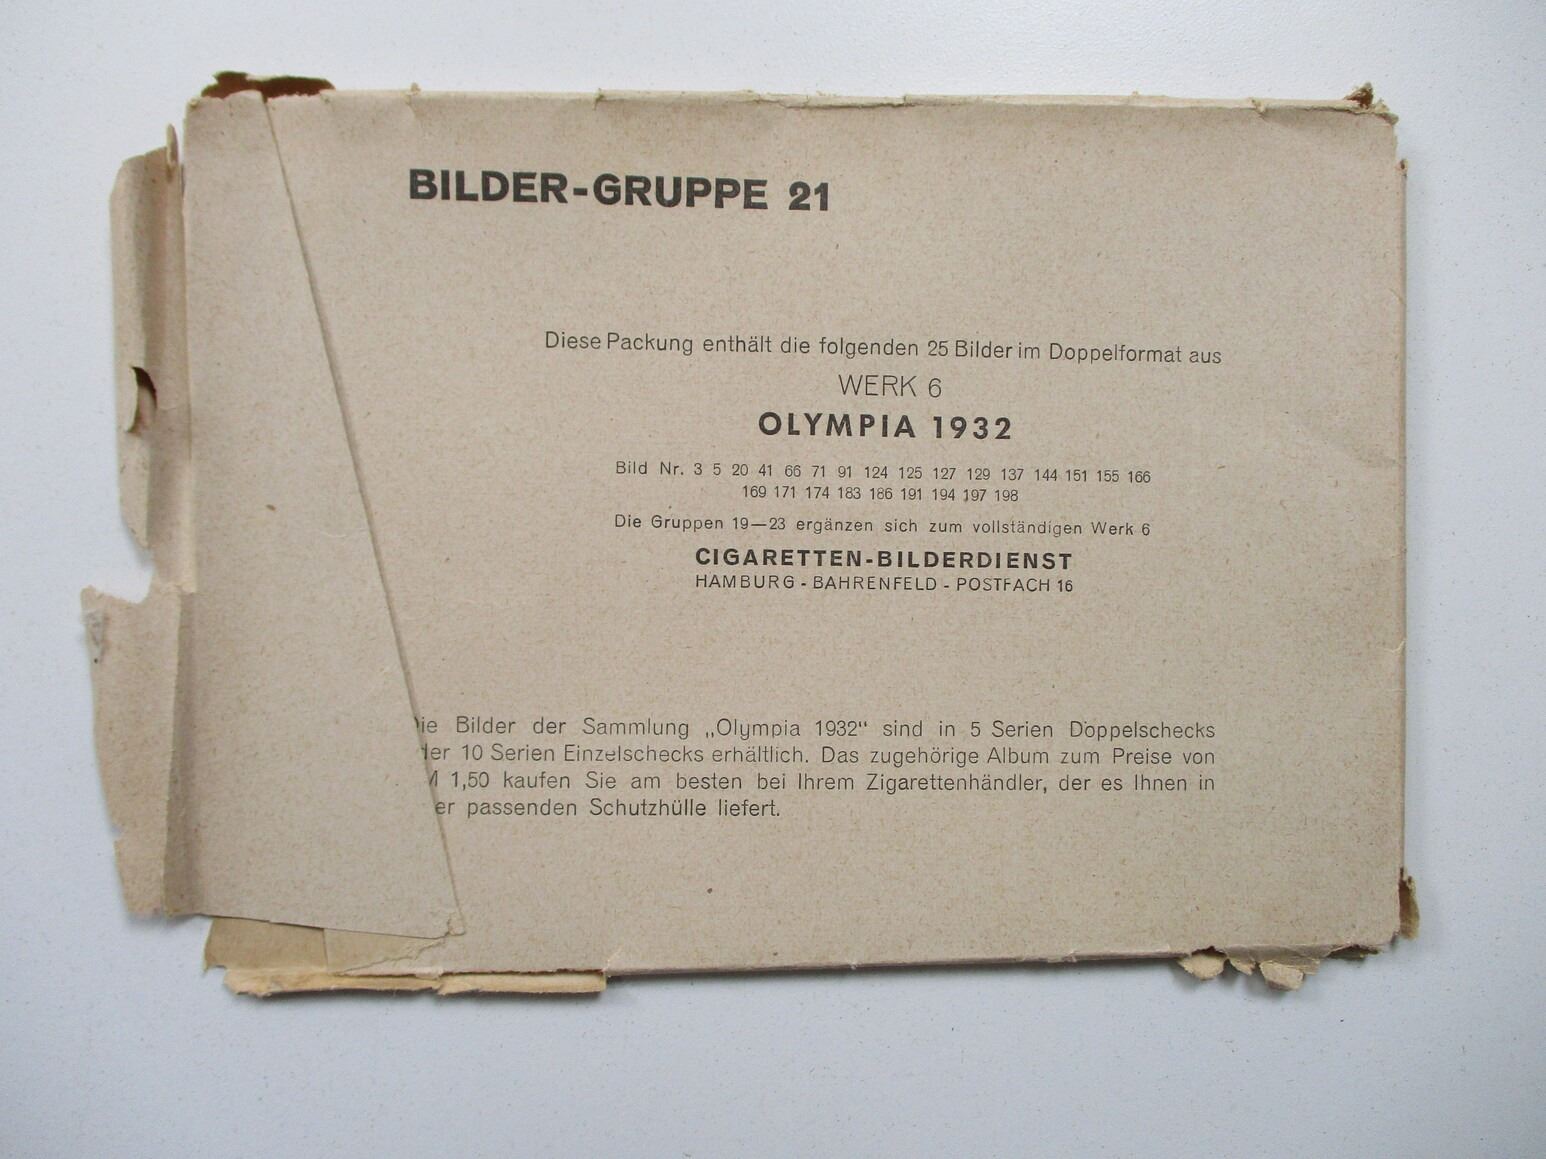 BILDER-GRUPPE 21
Diese Packung enthält die folgenden 25 Bilder im Doppelformat aus
WERK 6
OLYMPIA 1932
Bild Nr. 3 5 20 41 66 71 91 124 125 127 129 137 144 151 155 166
169 171 174 183 186 191 194 197 198
Die Gruppen 19—23 ergänzen sich zum vollständigen Werk 6
CIGARETTEN-BILDERDIENST
HAMBURG - BAHRENFELD - POSTFACH 16
Die Bilder der Sammlung „Olympia 1932“ sind in 5 Serien Doppelschecks
der 10 Serien Einzelschecks erhältlich. Das zugehörige Album zum Preise von
M 1,50 kaufen Sie am besten bei Ihrem Zigarettenhändler, der es Ihnen in
er passenden Schutzhülle liefert.